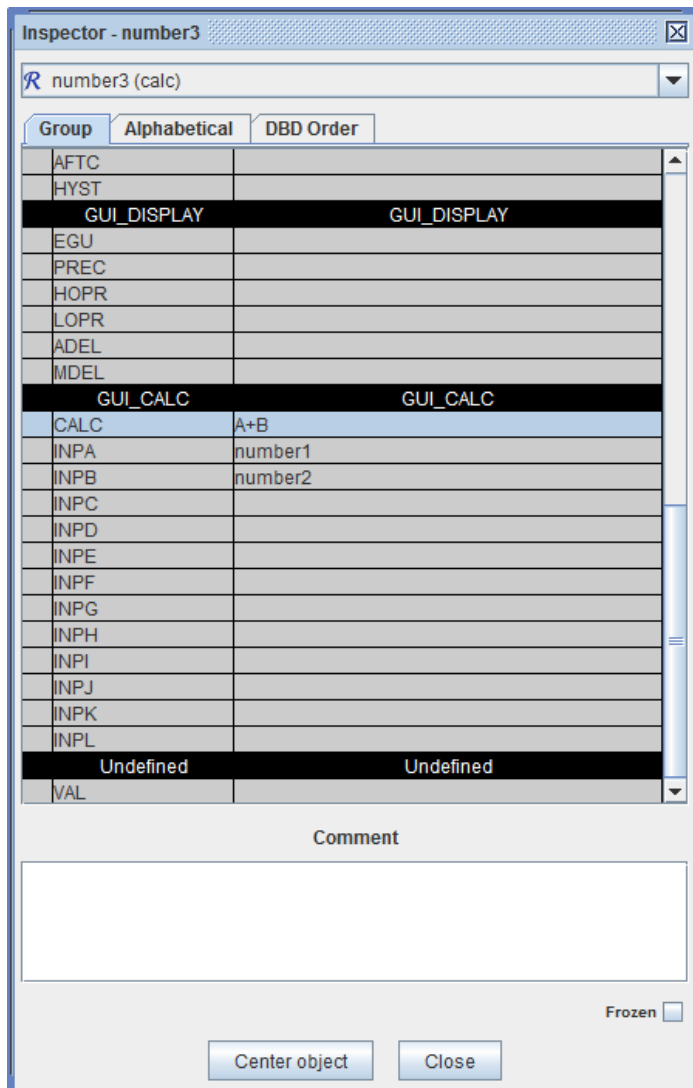 Inspector - number3
R number3 (calc)
Group Alphabetical DBD Order
AFTC
HYST
GUI_DISPLAY GUI_DISPLAY
EGU
PREC
HOPR
LOPR
ADEL
MDEL
GUI_CALC GUI_CALC
CALC A+B
INPA number1
INPB number2
INPC
INPD
INPE
INPF
INPG
INPH
INPI
INPJ
INPK
INPL
Undefined Undefined
VAL
Comment
Frozen
Center object Close